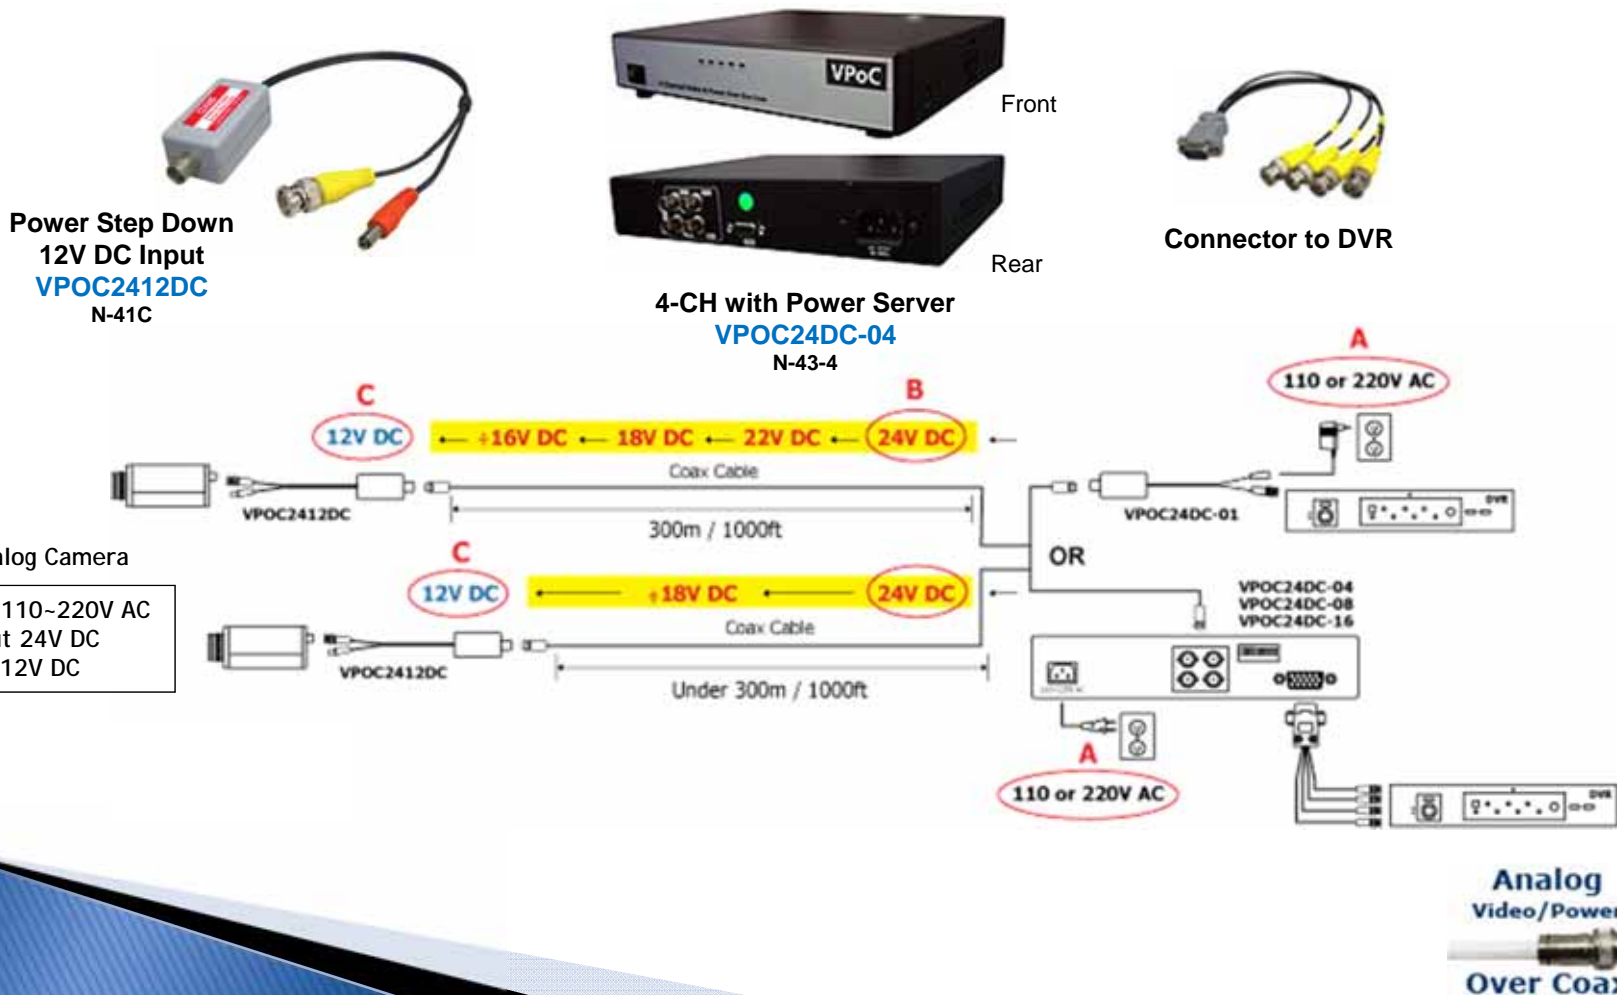 VPoC
Front
Rear
Power Step Down
12V DC Input
VPOC2412DC
N-41C
4-CH with Power Server
VPOC24DC-04
N-43-4
Connector to DVR
A
110 or 220V AC
C
B
12V DC
÷16V DC
18V DC
22V DC
24V DC
Coax Cable
VPOC2412DC
300m / 1000ft
VPOC24DC-01
DVR
OR
alog Camera
110~220V AC
ut 24V DC
12V DC
C
12V DC
÷18V DC
24V DC
Coax Cable
VPOC2412DC
Under 300m / 1000ft
VPOC24DC-04
VPOC24DC-08
VPOC24DC-16
A
110 or 220V AC
DVR
Analog
Video/Power
Over Coax